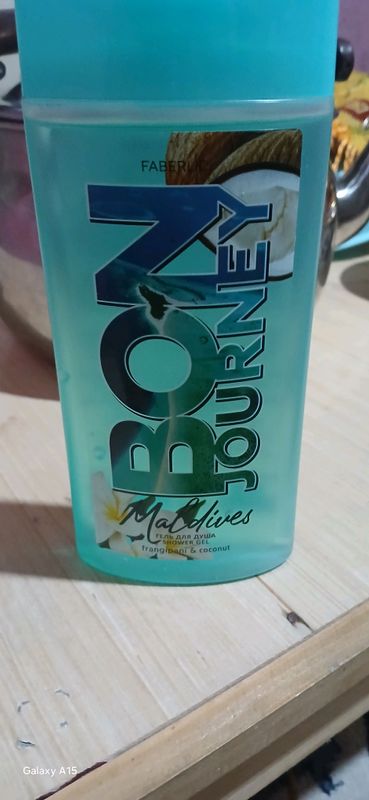 FABERLIC
BON
JOURNEY
Maldives
ГЕЛЬ ДЛЯ ДУША
SHOWER GEL
frangipani & coconut
Galaxy A15